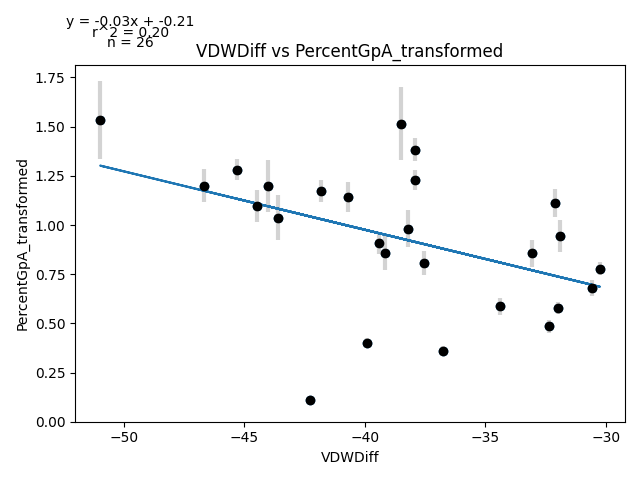 y = -0.03x + -0.21
r^2 = 0.20
n = 26
VDWDiff vs PercentGpA_transformed
1.75
1.50
1.25
1.00
0.75
0.50
0.25
0.00
PercentGpA_transformed
−50
−45
−40
−35
−30
VDWDiff